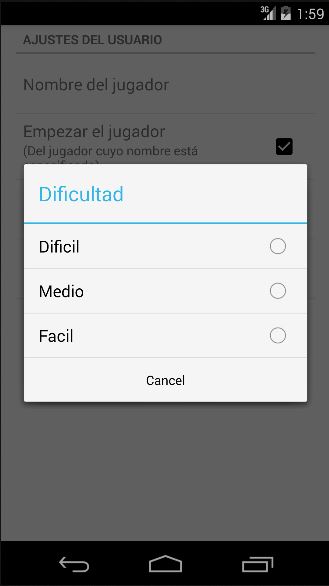 3G 1:59
AJUSTES DEL USUARIO
Nombre del jugador
Empezar el jugador
(Del jugador cuyo nombre está
Dificultad
Dificil
Medio
Facil
Cancel